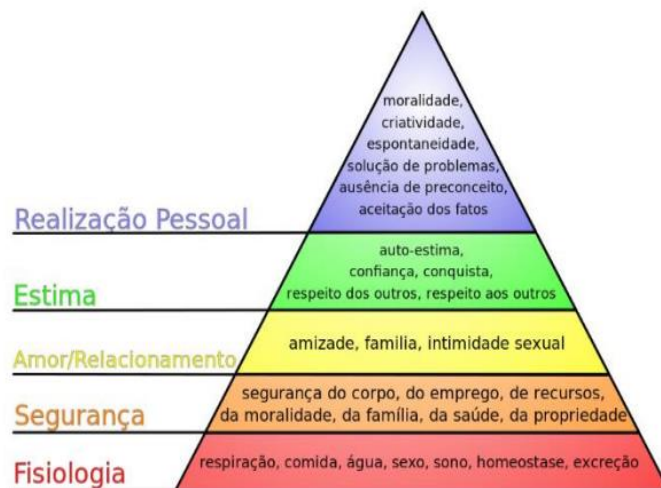 moralidade,
criatividade,
espontaneidade,
solução de problemas,
ausência de preconceito,
aceitação dos fatos
Realização Pessoal
auto-estima,
confiança, conquista,
respeito dos outros, respeito aos outros
Estima
amizade, familia, intimidade sexual
Amor/Relacionamento
segurança do corpo, do emprego, de recursos,
da moralidade, da família, da saúde, da propriedade
Segurança
respiração, comida, água, sexo, sono, homeostase, excreção
Fisiologia